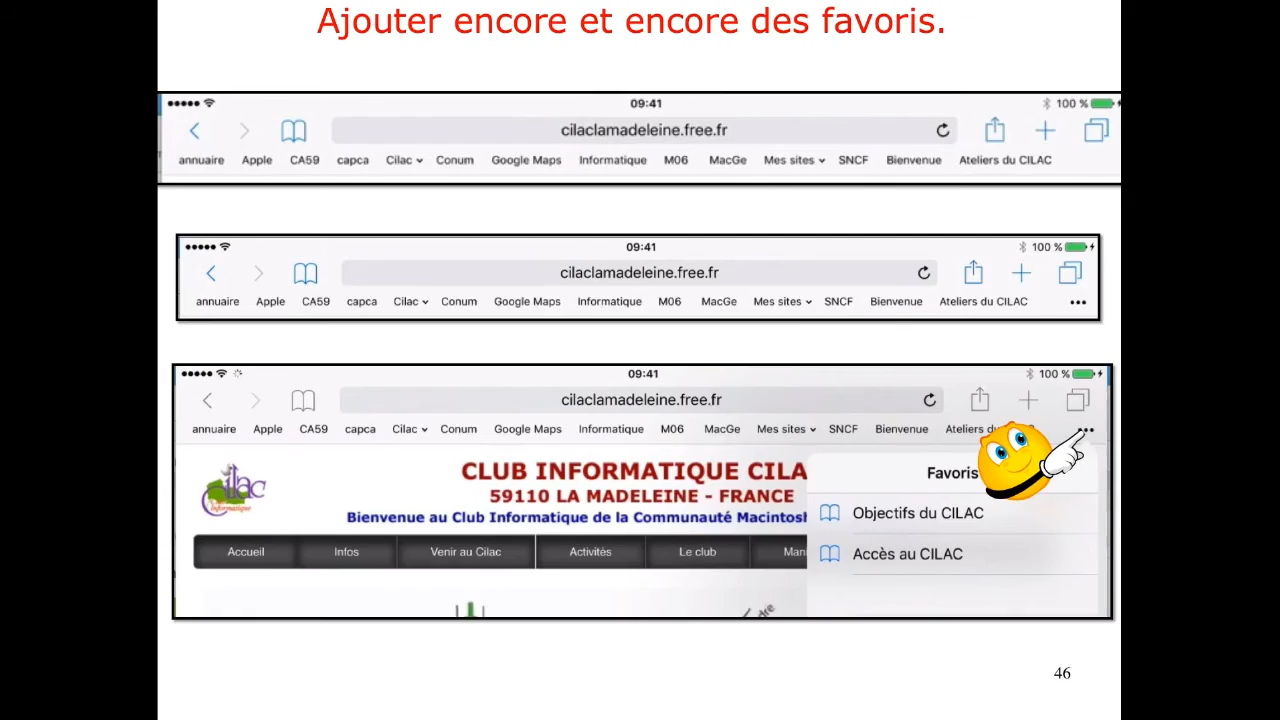 Ajouter encore et encore des favoris.
09:41
100 %
cilaclamadeleine.free.fr
annuaire Apple CA59 capca Cilac Conum Google Maps Informatique M06 MacGe Mes sites SNCF Bienvenue Ateliers du CILAC
09:41
100 %
cilaclamadeleine.free.fr
annuaire Apple CA59 capca Cilac Conum Google Maps Informatique M06 MacGe Mes sites SNCF Bienvenue Ateliers du CILAC •••
09:41
100 %
cilaclamadeleine.free.fr
annuaire Apple CA59 capca Cilac Conum Google Maps Informatique M06 MacGe Mes sites SNCF Bienvenue Ateliers •••
cilac
Informatique
CLUB INFORMATIQUE CILA
59110 LA MADELEINE - FRANCE
Bienvenue au Club Informatique de la Communauté Macintosh
Accueil Infos Venir au Cilac Activités Le club Mani
Favoris
Objectifs du CILAC
Accès au CILAC
46